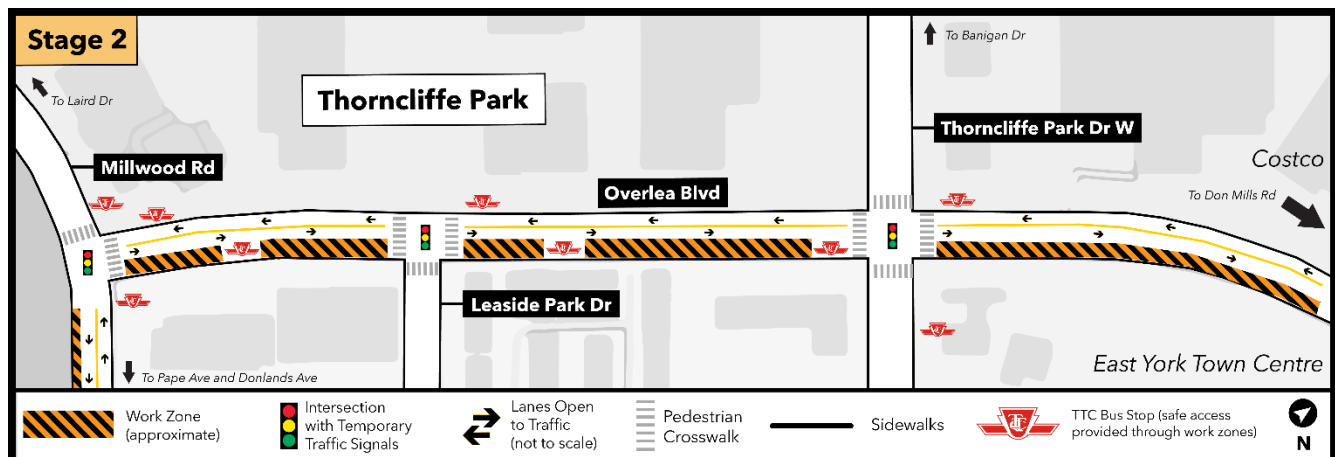 Stage 2
To Banigan Dr
To Laird Dr
Thorncliffe Park
Thorncliffe Park Dr W
Millwood Rd
Costco
Overlea Blvd
To Don Mills Rd
Leaside Park Dr
East York Town Centre
To Pape Ave and Donlands Ave
Work Zone
(approximate)
Intersection
with Temporary
Traffic Signals
Lanes Open
to Traffic
(not to scale)
Pedestrian
Crosswalk
Sidewalks
TTC
TTC Bus Stop (safe access
provided through work zones)
N